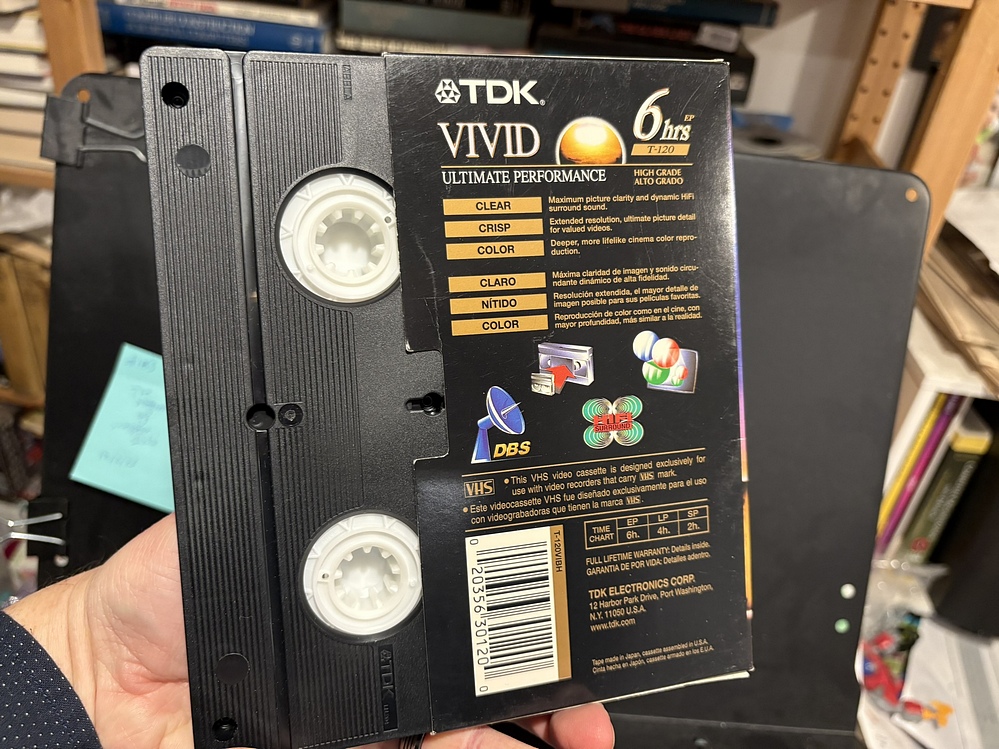 TDK
VIVID
6 hrs EP
T-120
ULTIMATE PERFORMANCE
HIGH GRADE
ALTO GRADO
CLEAR
Maximum picture clarity and dynamic HiFi
surround sound.
CRISP
Extended resolution, ultimate picture detail
for valued videos.
COLOR
Deeper, more lifelike cinema color repro-
duction.
CLARO
Máxima claridad de imagen y sonido circu-
ndante dinámico de alta fidelidad.
NÍTIDO
Resolución extendida, el mayor detalle de
imagen posible para sus películas favoritas.
COLOR
Reproducción de color como en el cine, con
mayor profundidad, más similar a la realidad.
DBS
HiFi
SURROUND
VHS
• This VHS video cassette is designed exclusively for
use with video recorders that carry VHS mark.
• Este videocassette VHS fue diseñado exclusivamente para el uso
con videograbadoras que tienen la marca VHS.
TIME CHART
EP LP SP
6h. 4h. 2h.
T-120VIBH
0 20356 30120 0
FULL LIFETIME WARRANTY: Details inside.
GARANTIA DE POR VIDA: Detalles adentro.
TDK ELECTRONICS CORP.
12 Harbor Park Drive, Port Washington,
N.Y. 11050 U.S.A.
www.tdk.com
Tape made in Japan, cassette assembled in U.S.A.
Cinta hecha en Japón, cassette armado en los E.U.A.
TDK